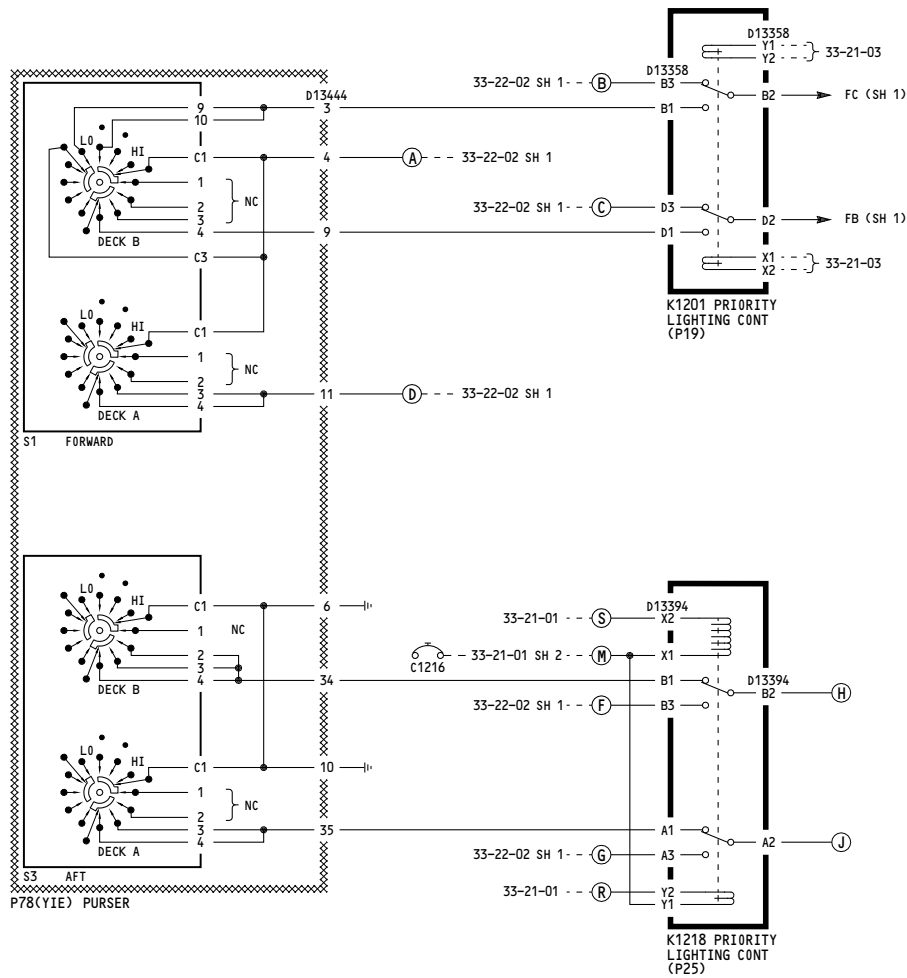 D13358
Y1
Y2
33-21-03
33-22-02 SH 1
B
D13358
B3
B2
FC (SH 1)
D13444
9
3
B1
10
LO
HI
C1
4
A
33-22-02 SH 1
1
NC
2
3
33-22-02 SH 1
C
D3
D2
FB (SH 1)
4
9
D1
DECK B
C3
X1
X2
33-21-03
K1201 PRIORITY
LIGHTING CONT
(P19)
LO
HI
C1
1
NC
2
3
11
D
33-22-02 SH 1
4
DECK A
S1 FORWARD
LO
HI
C1
6
1
NC
2
3
4
34
DECK B
33-21-01
S
D13394
X2
C1216
33-21-01 SH 2
M
X1
B1
D13394
B2
H
33-22-02 SH 1
F
B3
LO
HI
C1
10
1
NC
2
3
35
A1
4
A2
J
DECK A
33-22-02 SH 1
G
A3
S3 AFT
33-21-01
R
Y2
Y1
P78(YIE) PURSER
K1218 PRIORITY
LIGHTING CONT
(P25)